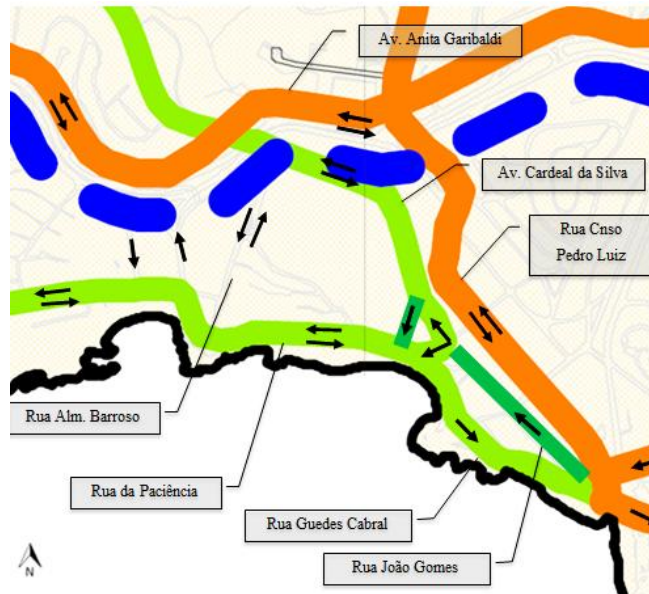 Av. Anita Garibaldi
Av. Cardeal da Silva
Rua Cnso
Pedro Luiz
Rua Alm. Barroso
Rua da Paciência
Rua Guedes Cabral
Rua João Gomes
N